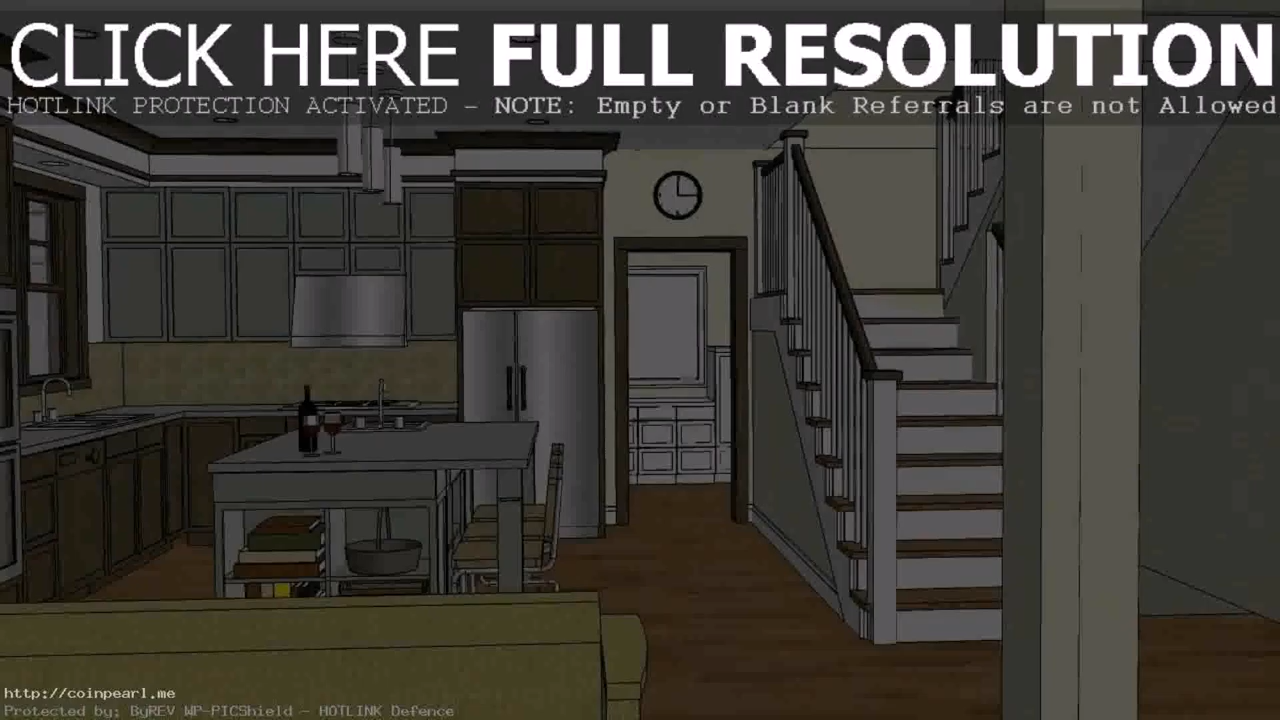 CLICK HERE FULL RESOLUTION
HOTLINK PROTECTION ACTIVATED - NOTE: Empty or Blank Referrals are not Allowed
http://coinpearl.me
Protected by; ByREV WP-PICShield - HOTLINK Defence